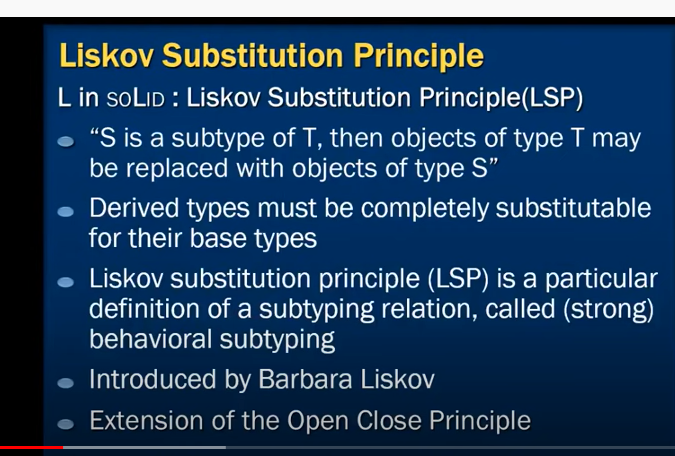 Liskov Substitution Principle
L in SOLID : Liskov Substitution Principle(LSP)
“S is a subtype of T, then objects of type T may
be replaced with objects of type S”
Derived types must be completely substitutable
for their base types
Liskov substitution principle (LSP) is a particular
definition of a subtyping relation, called (strong)
behavioral subtyping
Introduced by Barbara Liskov
Extension of the Open Close Principle